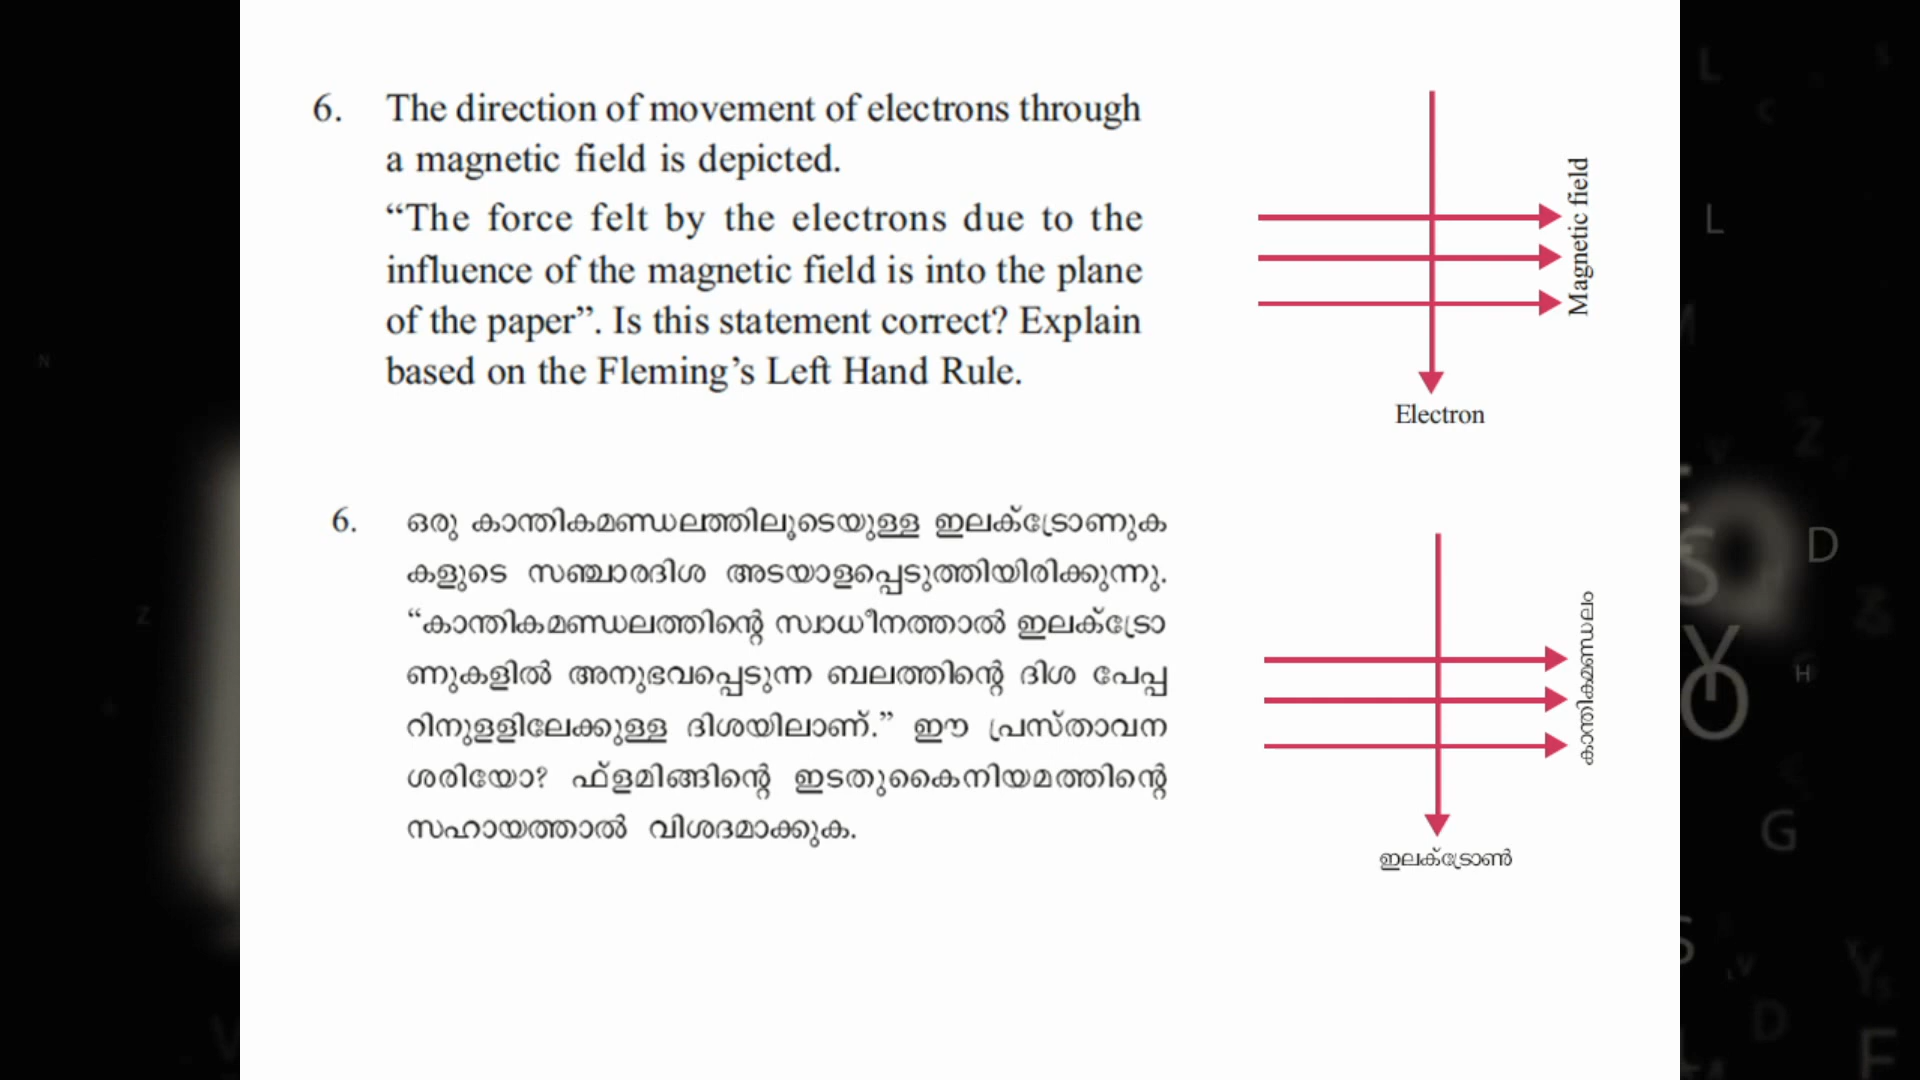 6. The direction of movement of electrons through
a magnetic field is depicted.
“The force felt by the electrons due to the
influence of the magnetic field is into the plane
of the paper”. Is this statement correct? Explain
based on the Fleming’s Left Hand Rule.
Magnetic field
Electron
6. ഒരു കാന്തികമണ്ഡലത്തിലൂടെയുള്ള ഇലക്ട്രോണുക
കളുടെ സഞ്ചാരദിശ അടയാളപ്പെടുത്തിയിരിക്കുന്നു.
“കാന്തികമണ്ഡലത്തിന്റെ സ്വാധീനത്താൽ ഇലക്ട്രോ
ണുകളിൽ അനുഭവപ്പെടുന്ന ബലത്തിന്റെ ദിശ പേപ്പ
റിനുള്ളിലേക്കുള്ള ദിശയിലാണ്.” ഈ പ്രസ്താവന
ശരിയോ? ഫ്ളമിങ്ങിന്റെ ഇടതുകൈനിയമത്തിന്റെ
സഹായത്താൽ വിശദമാക്കുക.
കാന്തികമണ്ഡലം
ഇലക്ട്രോൺ
L
L
D
Y
O
H
G
S
D
F
N
Z